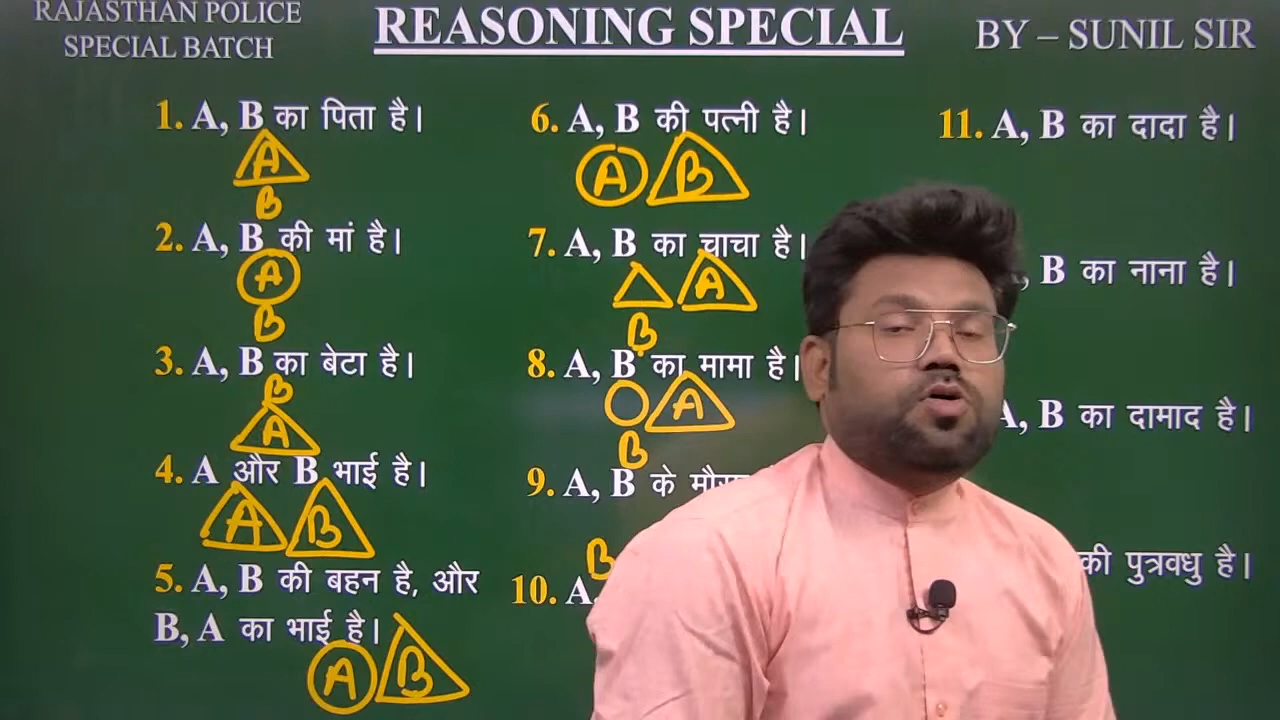 RAJASTHAN POLICE
SPECIAL BATCH
REASONING SPECIAL
BY – SUNIL SIR
1. A, B का पिता है।
A
B
2. A, B की मां है।
A
B
3. A, B का बेटा है।
B
A
4. A और B भाई है।
A B
5. A, B की बहन है, और
B, A का भाई है।
A B
6. A, B की पत्नी है।
A B
7. A, B का चाचा है।
A
B
8. A, B का मामा है।
A
B
9. A, B के
B
10. A
11. A, B का दादा है।
B का नाना है।
A, B का दामाद है।
की पुत्रवधु है।